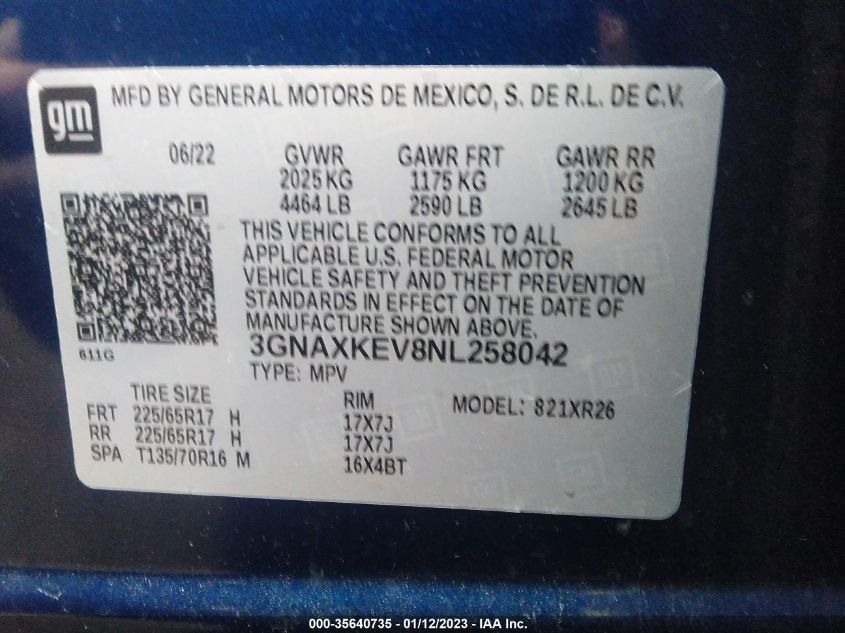 gm
MFD BY GENERAL MOTORS DE MEXICO, S. DE R.L. DE C.V.
06/22 GVWR GAWR FRT GAWR RR
2025 KG 1175 KG 1200 KG
4464 LB 2590 LB 2645 LB
THIS VEHICLE CONFORMS TO ALL
APPLICABLE U.S. FEDERAL MOTOR
VEHICLE SAFETY AND THEFT PREVENTION
STANDARDS IN EFFECT ON THE DATE OF
MANUFACTURE SHOWN ABOVE.
611G
3GNAXKEV8NL258042
TYPE: MPV
TIRE SIZE RIM MODEL: 821XR26
FRT 225/65R17 H 17X7J
RR 225/65R17 H 17X7J
SPA T135/70R16 M 16X4BT
000-35640735 — 01/12/2023 — IAA Inc.